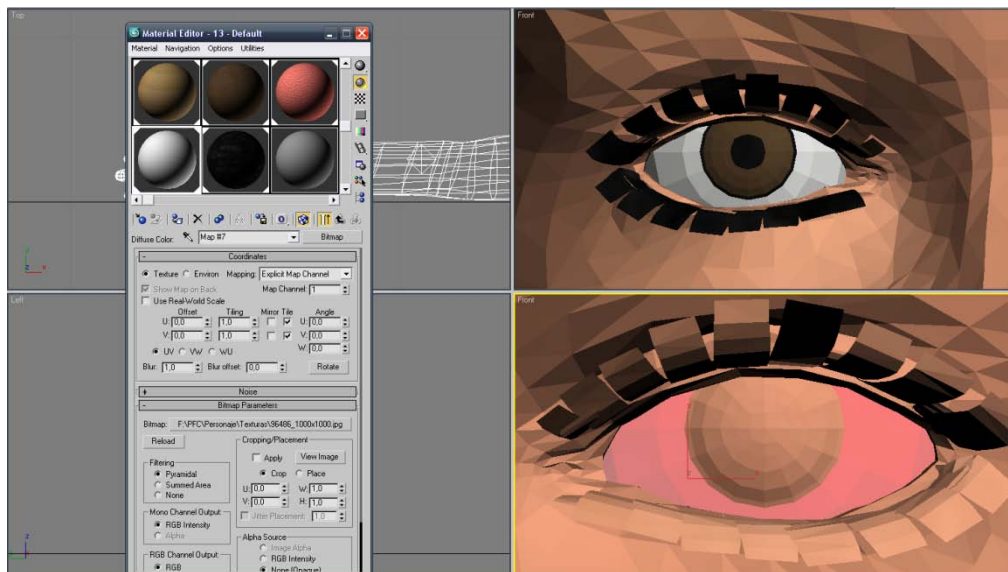 Top
Material Editor - 13 - Default
Material Navigation Options Utilities
Diffuse Color: Map #7 Bitmap
- Coordinates
Texture Environ Mapping: Explicit Map Channel
Show Map on Back Map Channel: 1
Use Real-World Scale
Offset Tiling Mirror Tile Angle
U: 0,0 1,0 U: 0,0
V: 0,0 1,0 V: 0,0
W: 0,0
UV VW WU
Blur: 1,0 Blur offset: 0,0 Rotate
+ Noise
- Bitmap Parameters
Bitmap: F:\PFC\Personaje\Texturas\96486_1000x1000.jpg
Reload
Cropping/Placement
Apply View Image
Crop Place
U: 0,0 W: 1,0
V: 0,0 H: 1,0
Jitter Placement: 1,0
Filtering
Pyramidal
Summed Area
None
Mono Channel Output
RGB Intensity
Alpha
RGB Channel Output
RGB
Alpha Source
Image Alpha
RGB Intensity
None (Opaque)
Left
Front
Front